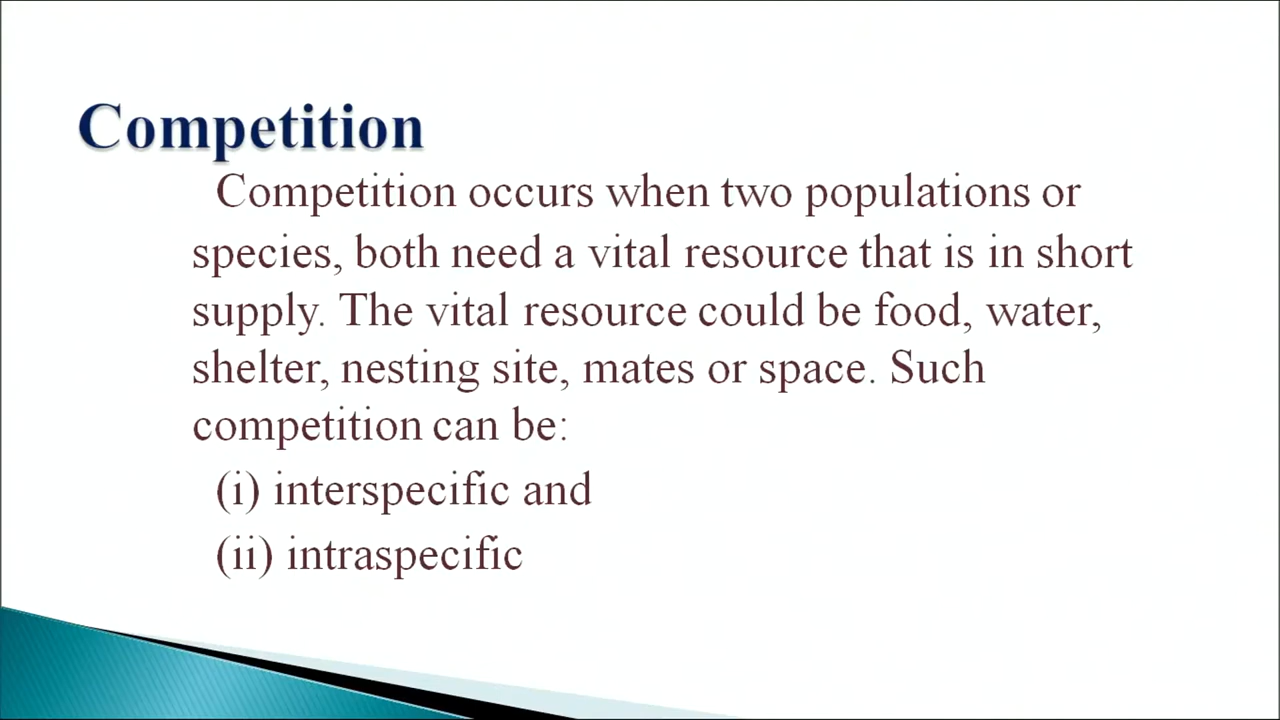 Competition
Competition occurs when two populations or
species, both need a vital resource that is in short
supply. The vital resource could be food, water,
shelter, nesting site, mates or space. Such
competition can be:
(i) interspecific and
(ii) intraspecific